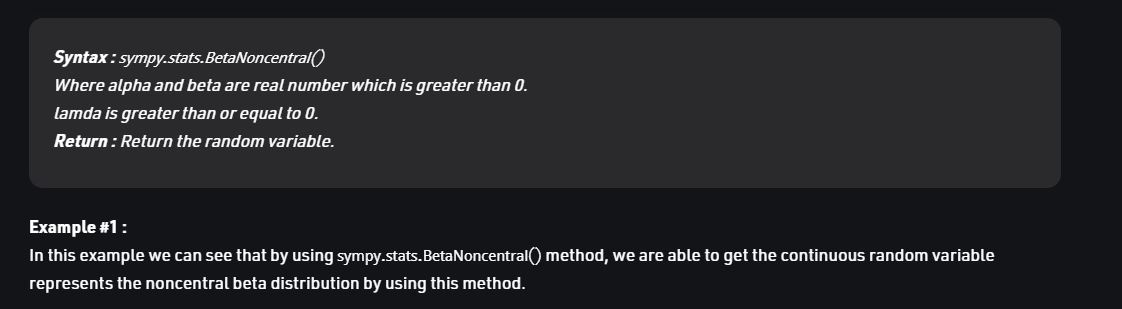 Syntax : sympy.stats.BetaNoncentral()
Where alpha and beta are real number which is greater than 0.
lamda is greater than or equal to 0.
Return : Return the random variable.
Example #1 :
In this example we can see that by using sympy.stats.BetaNoncentral() method, we are able to get the continuous random variable
represents the noncentral beta distribution by using this method.